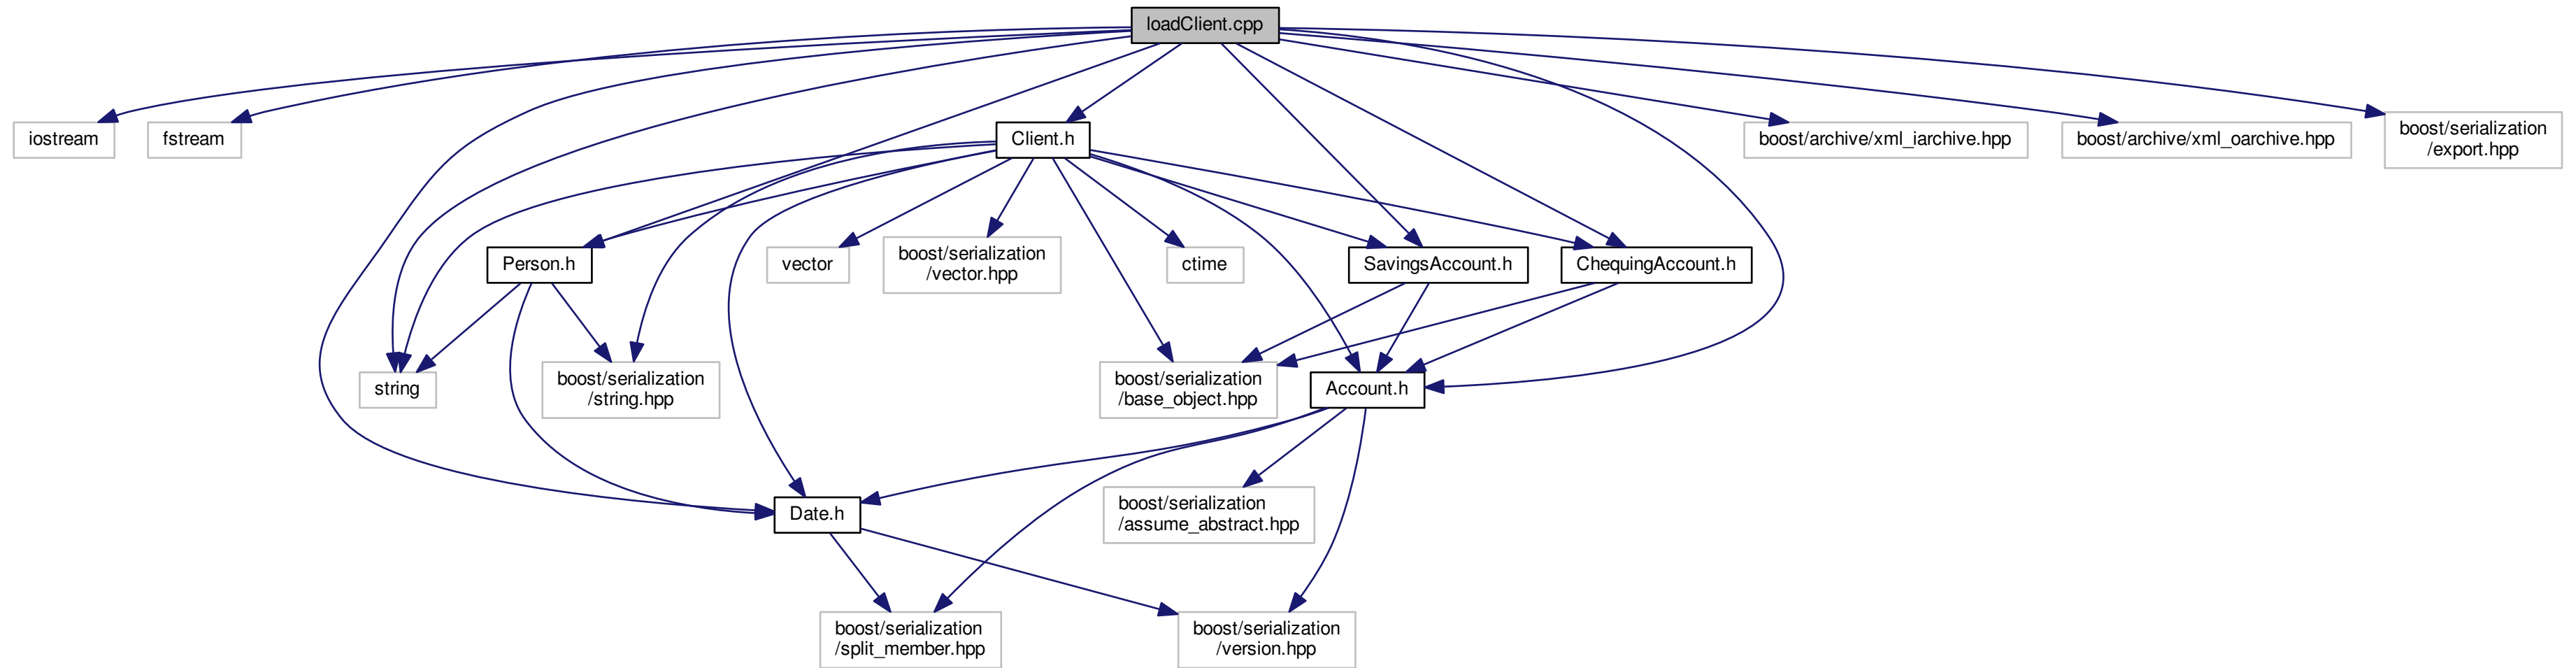 loadClient.cpp
iostream
fstream
Client.h
boost/archive/xml_iarchive.hpp
boost/archive/xml_oarchive.hpp
boost/serialization
/export.hpp
Person.h
vector
boost/serialization
/vector.hpp
ctime
SavingsAccount.h
ChequingAccount.h
string
boost/serialization
/string.hpp
boost/serialization
/base_object.hpp
Account.h
Date.h
boost/serialization
/assume_abstract.hpp
boost/serialization
/split_member.hpp
boost/serialization
/version.hpp